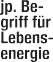 jp. Be-
griff für
Lebens-
energie